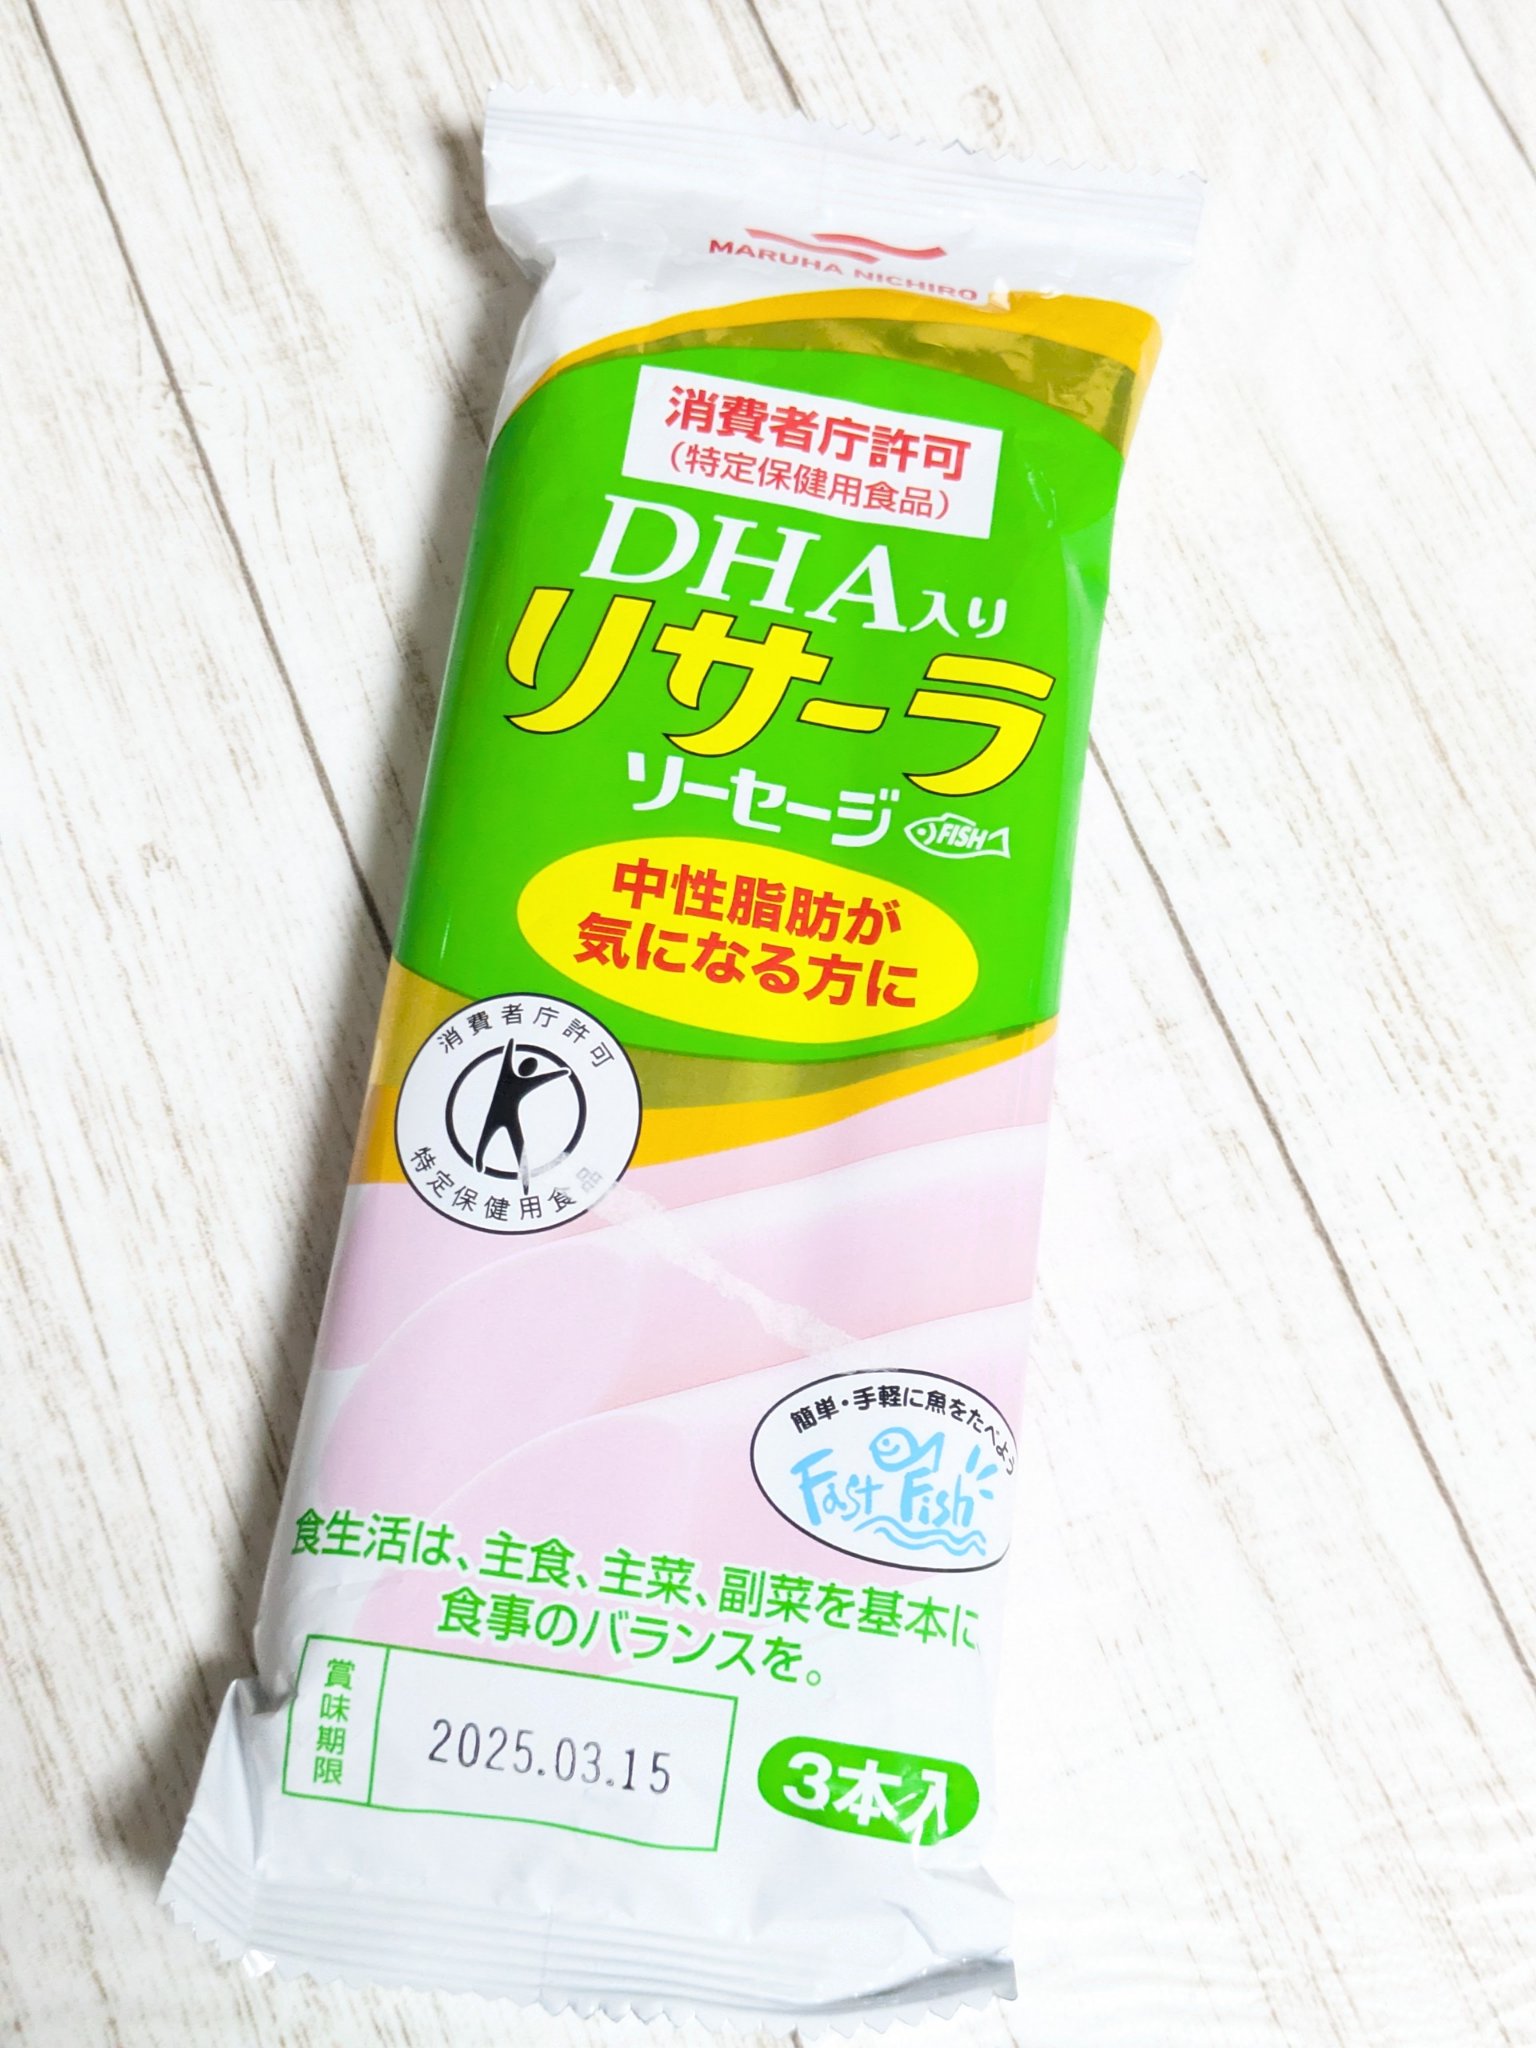 MARUHA NICHIRO
消費者庁許可
(特定保健用食品)
DHA入り
リサーラ
ソーセージ
FISH
中性脂肪が
気になる方に
消費者庁許可
特定保健用食品
簡単・手軽に魚をたべよう
Fast Fish
食生活は、主食、主菜、副菜を基本に、
食事のバランスを。
賞味期限
2025.03.15
3本入